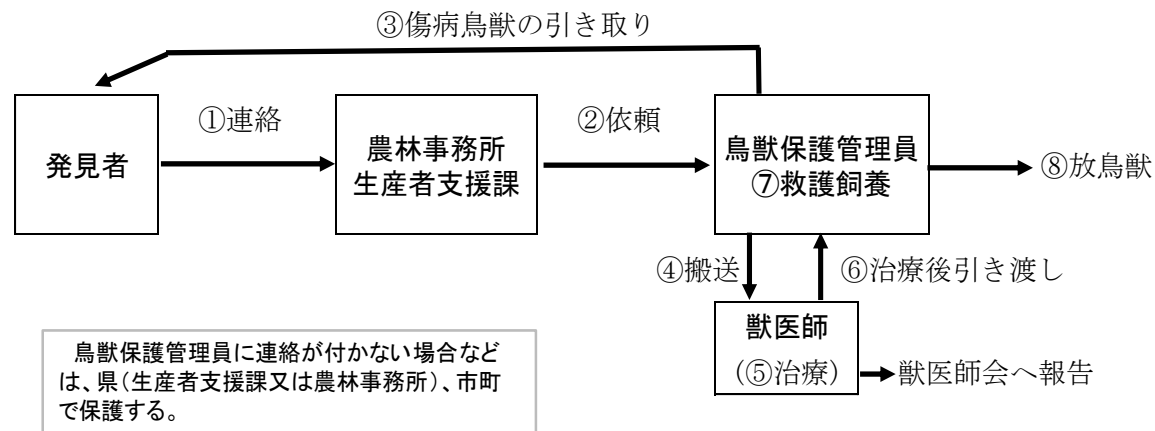 ③傷病鳥獣の引き取り
発見者
①連絡
農林事務所
生産者支援課
②依頼
鳥獣保護管理員
⑦救護飼養
⑧放鳥獣
④搬送
⑥治療後引き渡し
獣医師
(⑤治療)
獣医師会へ報告
鳥獣保護管理員に連絡が付かない場合など
は、県(生産者支援課又は農林事務所)、市町
で保護する。